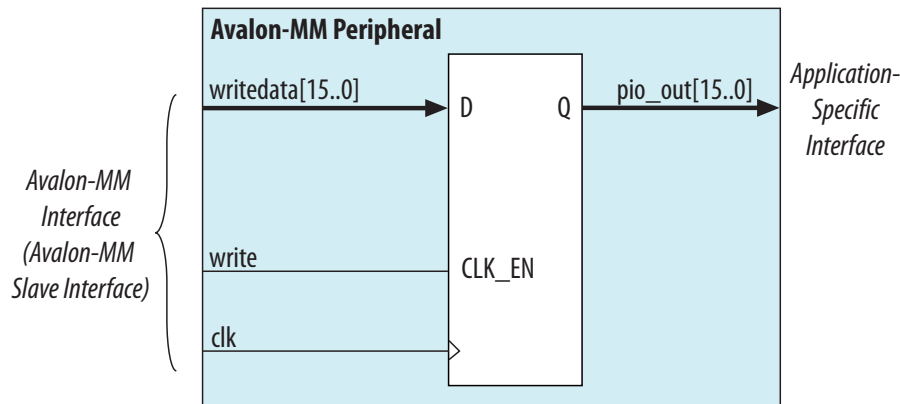 Avalon-MM Peripheral
writedata[15..0]
D
Q
pio_out[15..0]
Application-
Specific
Interface
Avalon-MM
Interface
(Avalon-MM
Slave Interface)
write
CLK_EN
clk